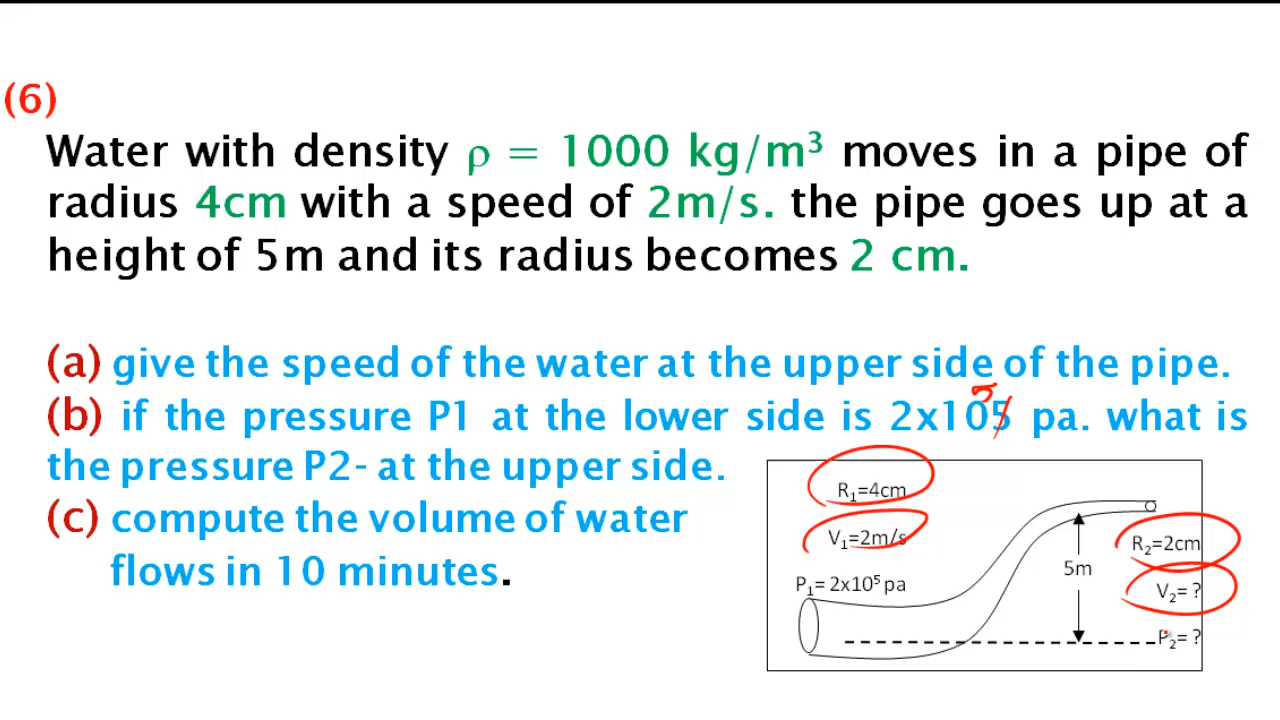 (6)
Water with density ρ = 1000 kg/m³ moves in a pipe of
radius 4cm with a speed of 2m/s. the pipe goes up at a
height of 5m and its radius becomes 2 cm.
(a) give the speed of the water at the upper side of the pipe.
5
(b) if the pressure P1 at the lower side is 2x105 pa. what is
the pressure P2- at the upper side.
(c) compute the volume of water
flows in 10 minutes.
R₁=4cm
V₁=2m/s
P₁= 2x10⁵ pa
5m
R₂=2cm
V₂= ?
P₂= ?